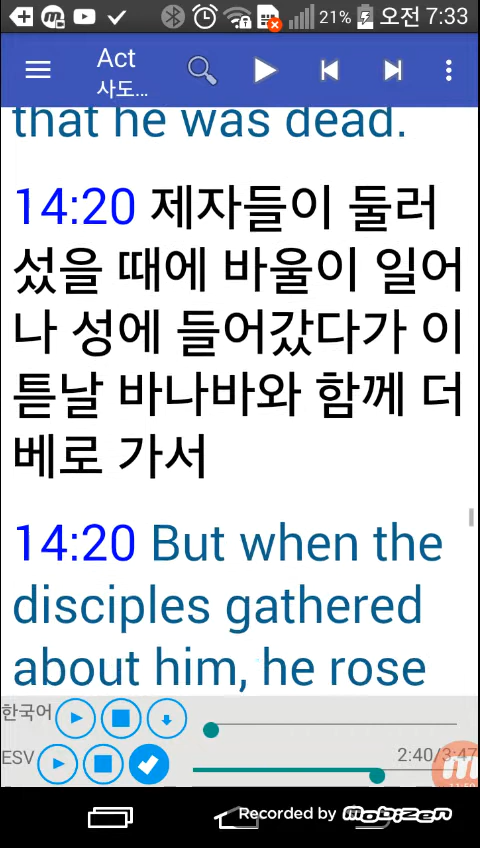 21% 오전 7:33
Act
사도...
that he was dead.
14:20 제자들이 둘러
섰을 때에 바울이 일어
나 성에 들어갔다가 이
튿날 바나바와 함께 더
베로 가서
14:20 But when the
disciples gathered
about him, he rose
한국어
ESV
2:40/3:47
Recorded by Mobizen